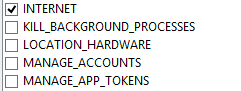 INTERNET
KILL_BACKGROUND_PROCESSES
LOCATION_HARDWARE
MANAGE_ACCOUNTS
MANAGE_APP_TOKENS